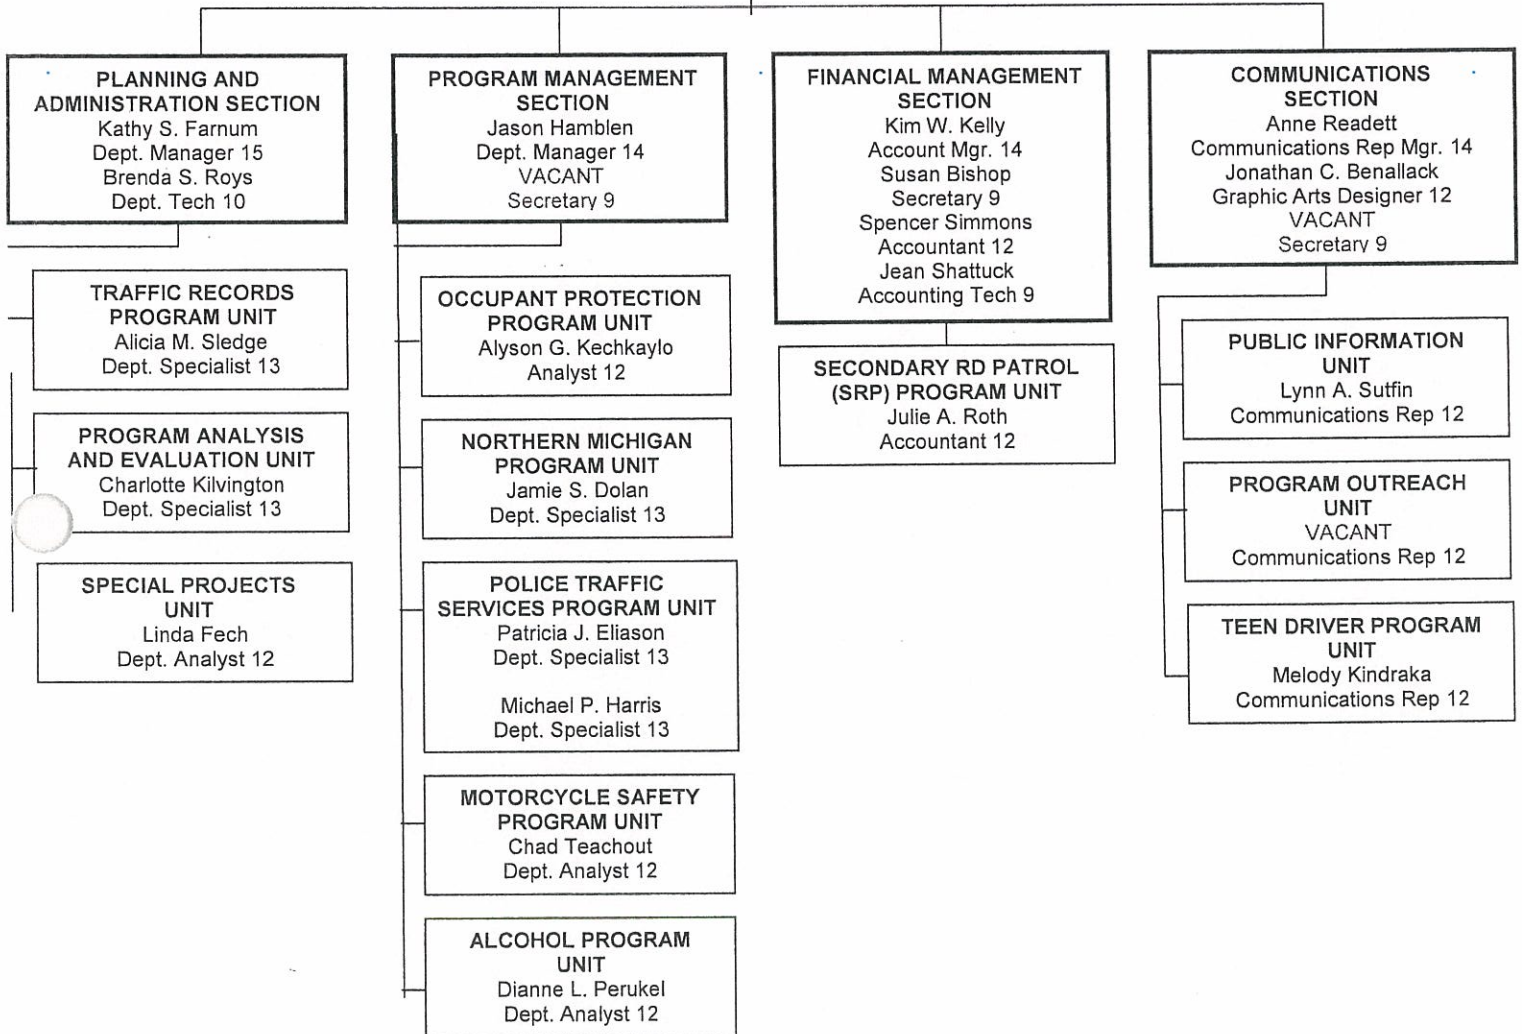 PLANNING AND
ADMINISTRATION SECTION
Kathy S. Farnum
Dept. Manager 15
Brenda S. Roys
Dept. Tech 10
TRAFFIC RECORDS
PROGRAM UNIT
Alicia M. Sledge
Dept. Specialist 13
PROGRAM ANALYSIS
AND EVALUATION UNIT
Charlotte Kilvington
Dept. Specialist 13
SPECIAL PROJECTS
UNIT
Linda Fech
Dept. Analyst 12
PROGRAM MANAGEMENT
SECTION
Jason Hamblen
Dept. Manager 14
VACANT
Secretary 9
OCCUPANT PROTECTION
PROGRAM UNIT
Alyson G. Kechkaylo
Analyst 12
NORTHERN MICHIGAN
PROGRAM UNIT
Jamie S. Dolan
Dept. Specialist 13
POLICE TRAFFIC
SERVICES PROGRAM UNIT
Patricia J. Eliason
Dept. Specialist 13
Michael P. Harris
Dept. Specialist 13
MOTORCYCLE SAFETY
PROGRAM UNIT
Chad Teachout
Dept. Analyst 12
ALCOHOL PROGRAM
UNIT
Dianne L. Perukel
Dept. Analyst 12
FINANCIAL MANAGEMENT
SECTION
Kim W. Kelly
Account Mgr. 14
Susan Bishop
Secretary 9
Spencer Simmons
Accountant 12
Jean Shattuck
Accounting Tech 9
SECONDARY RD PATROL
(SRP) PROGRAM UNIT
Julie A. Roth
Accountant 12
COMMUNICATIONS
SECTION
Anne Readett
Communications Rep Mgr. 14
Jonathan C. Benallack
Graphic Arts Designer 12
VACANT
Secretary 9
PUBLIC INFORMATION
UNIT
Lynn A. Sutfin
Communications Rep 12
PROGRAM OUTREACH
UNIT
VACANT
Communications Rep 12
TEEN DRIVER PROGRAM
UNIT
Melody Kindraka
Communications Rep 12